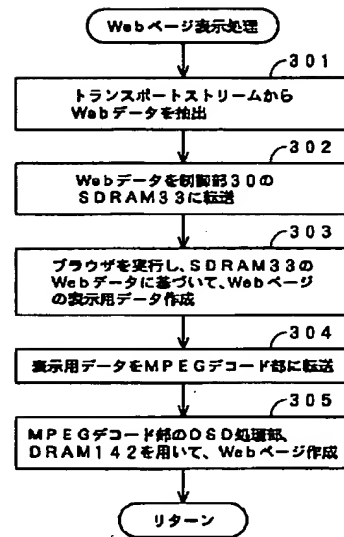 Webページ表示処理
301
トランスポートストリームから
Webデータを抽出
302
Webデータを制御部30の
SDRAM33に転送
303
ブラウザを実行し、SDRAM33の
Webデータに基づいて、Webページ
の表示用データ作成
304
表示用データをMPEGデコード部に転送
305
MPEGデコード部のOSD処理部、
DRAM142を用いて、Webページ作成
リターン